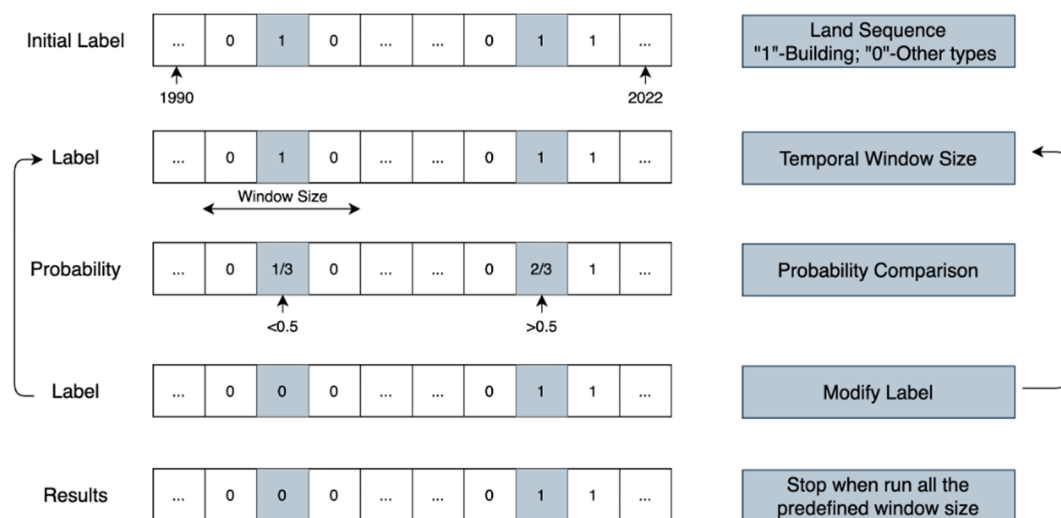 Initial Label ... 0 1 0 ... ... 0 1 1 ... Land Sequence
"1"-Building; "0"-Other types
1990 2022
Label ... 0 1 0 ... ... 0 1 1 ... Temporal Window Size
Window Size
Probability ... 0 1/3 0 ... ... 0 2/3 1 ... Probability Comparison
<0.5 >0.5
Label ... 0 0 0 ... ... 0 1 1 ... Modify Label
Results ... 0 0 0 ... ... 0 1 1 ... Stop when run all the
predefined window size